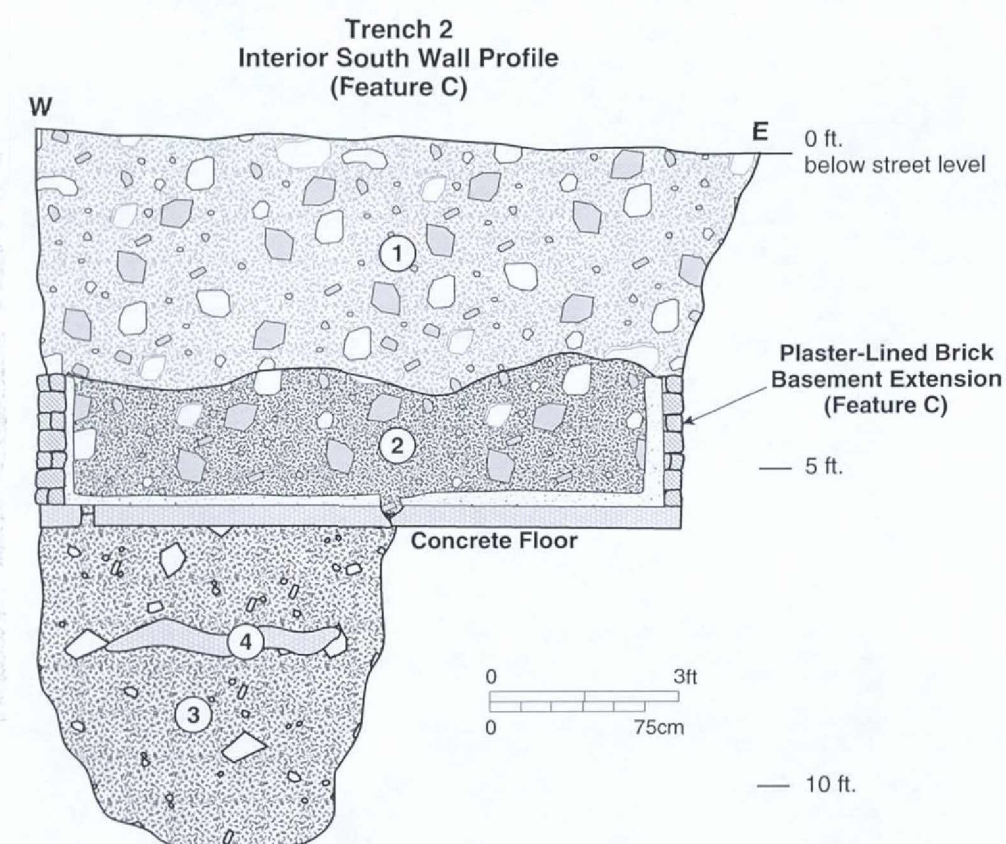 Trench 2
Interior South Wall Profile
(Feature C)
W
E
0 ft.
below street level
1
Plaster-Lined Brick
Basement Extension
(Feature C)
2
5 ft.
Concrete Floor
4
3
0 3ft
0 75cm
10 ft.